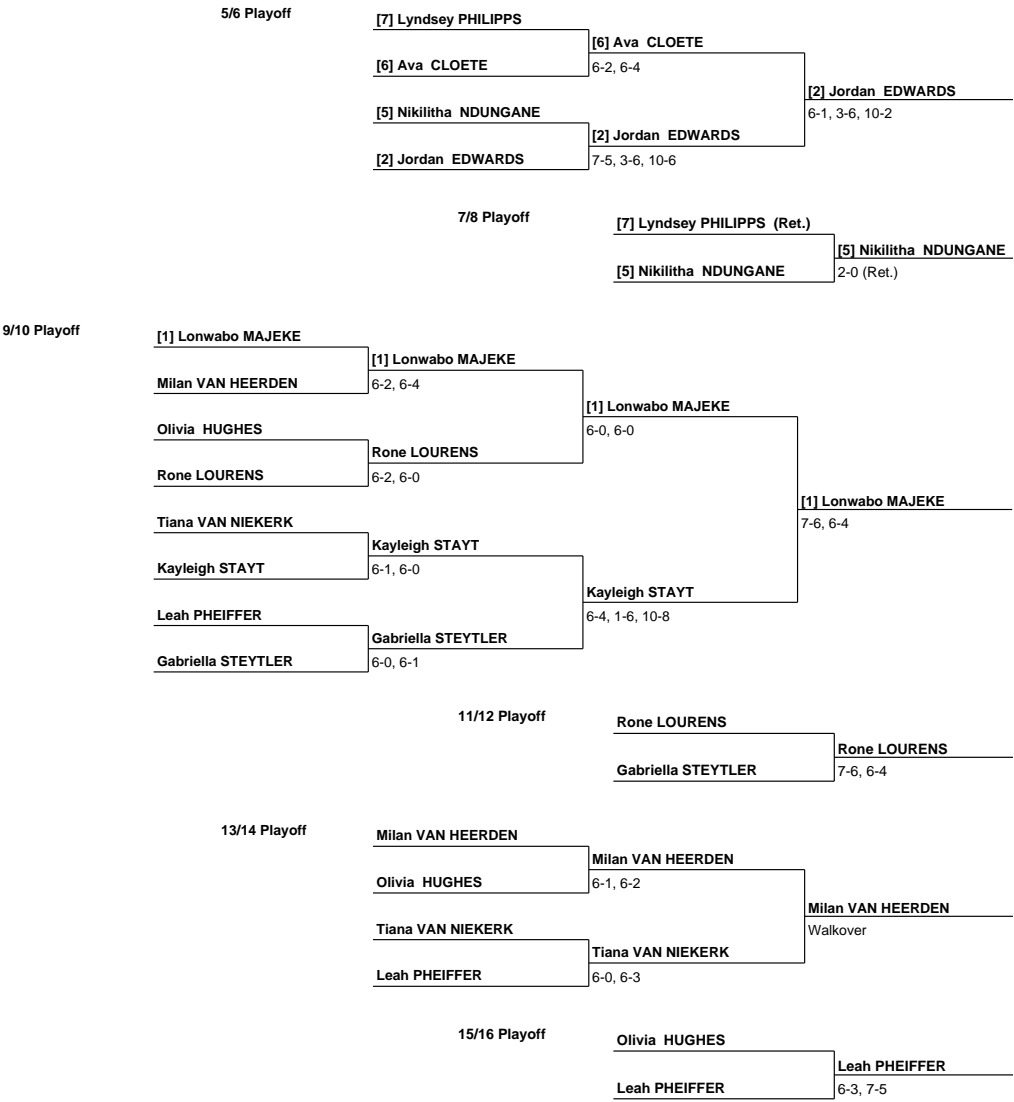 5/6 Playoff
[7] Lyndsey PHILIPPS
[6] Ava CLOETE
[6] Ava CLOETE
6-2, 6-4
[2] Jordan EDWARDS
6-1, 3-6, 10-2
[5] Nikilitha NDUNGANE
[2] Jordan EDWARDS
[2] Jordan EDWARDS
7-5, 3-6, 10-6
7/8 Playoff
[7] Lyndsey PHILIPPS (Ret.)
[5] Nikilitha NDUNGANE
[5] Nikilitha NDUNGANE
2-0 (Ret.)
9/10 Playoff
[1] Lonwabo MAJEKE
[1] Lonwabo MAJEKE
Milan VAN HEERDEN
6-2, 6-4
[1] Lonwabo MAJEKE
Olivia HUGHES
6-0, 6-0
Rone LOURENS
Rone LOURENS
6-2, 6-0
[1] Lonwabo MAJEKE
Tiana VAN NIEKERK
7-6, 6-4
Kayleigh STAYT
Kayleigh STAYT
6-1, 6-0
Kayleigh STAYT
Leah PHEIFFER
6-4, 1-6, 10-8
Gabriella STEYTLER
Gabriella STEYTLER
6-0, 6-1
11/12 Playoff
Rone LOURENS
Rone LOURENS
Gabriella STEYTLER
7-6, 6-4
13/14 Playoff
Milan VAN HEERDEN
Milan VAN HEERDEN
Olivia HUGHES
6-1, 6-2
Milan VAN HEERDEN
Tiana VAN NIEKERK
Walkover
Tiana VAN NIEKERK
Leah PHEIFFER
6-0, 6-3
15/16 Playoff
Olivia HUGHES
Leah PHEIFFER
Leah PHEIFFER
6-3, 7-5